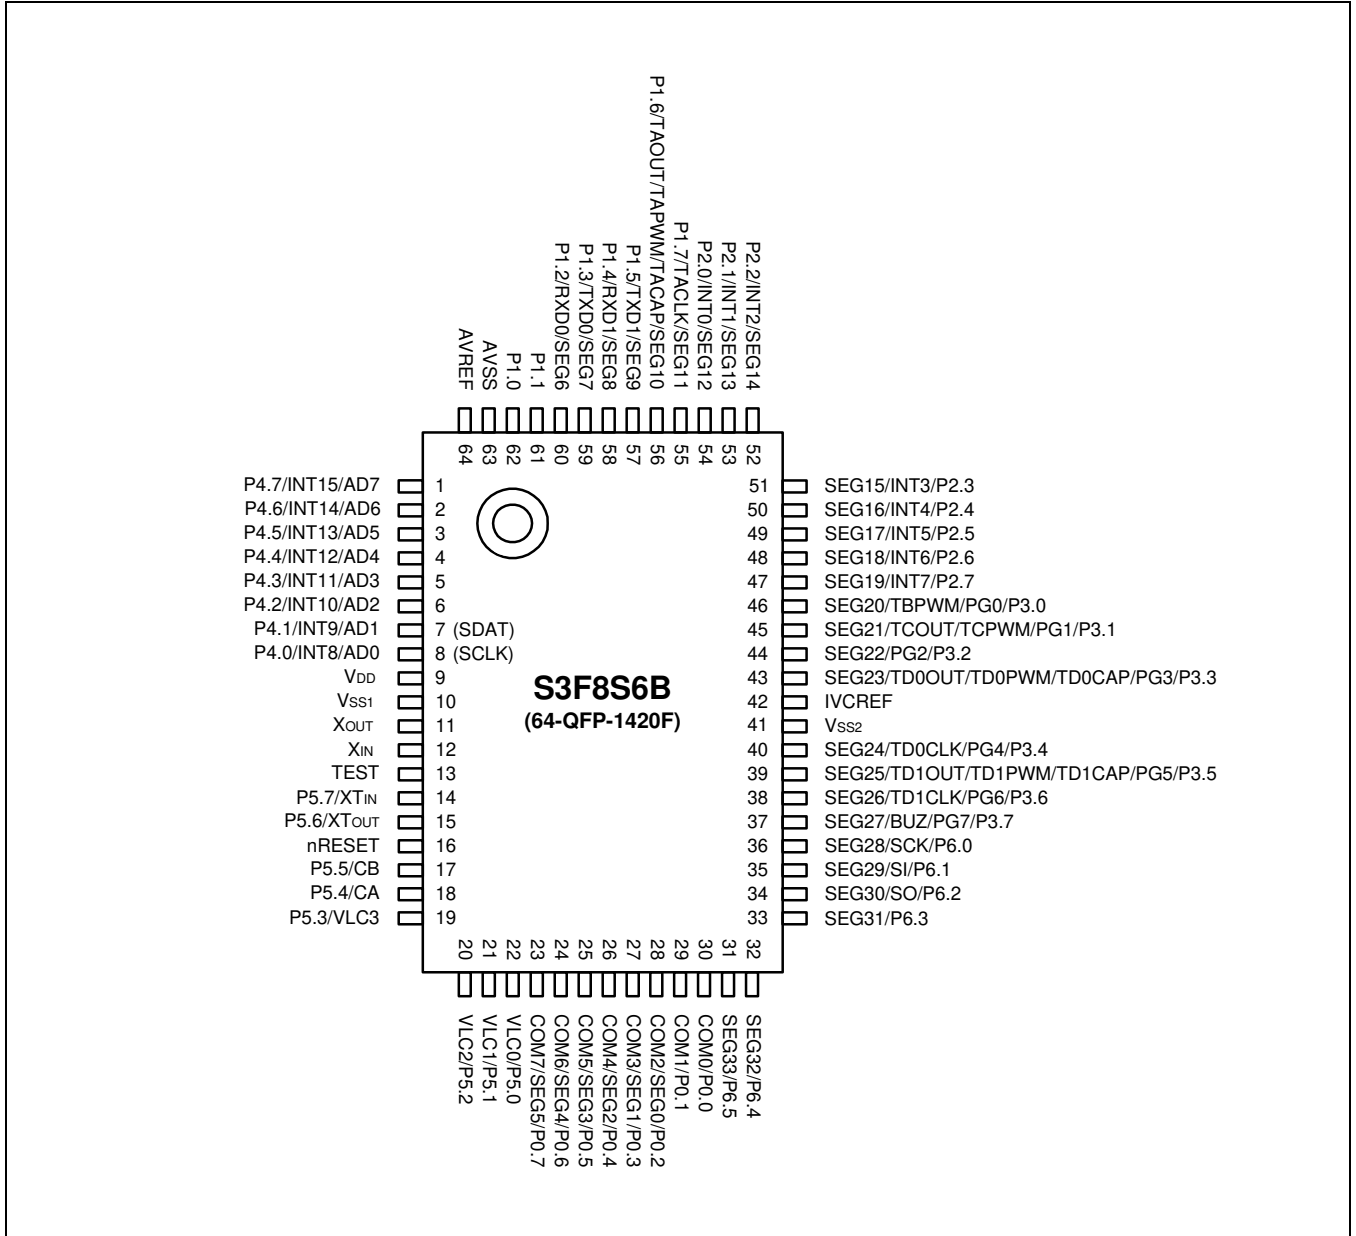 P1.6/TAOUT/TAPWM/TACAP/SEG10
P1.7/TACLK/SEG11
P2.0/INT0/SEG12
P2.1/INT1/SEG13
P2.2/INT2/SEG14
P1.5/TXD1/SEG9
P1.4/RXD1/SEG8
P1.3/TXD0/SEG7
P1.2/RXD0/SEG6
P1.1
P1.0
AVSS
AVREF
64 63 62 61 60 59 58 57 56 55 54 53 52
P4.7/INT15/AD7 1
P4.6/INT14/AD6 2
P4.5/INT13/AD5 3
P4.4/INT12/AD4 4
P4.3/INT11/AD3 5
P4.2/INT10/AD2 6
P4.1/INT9/AD1 7 (SDAT)
P4.0/INT8/AD0 8 (SCLK)
VDD 9
VSS1 10
XOUT 11
XIN 12
TEST 13
P5.7/XTIN 14
P5.6/XTOUT 15
nRESET 16
P5.5/CB 17
P5.4/CA 18
P5.3/VLC3 19
S3F8S6B
(64-QFP-1420F)
51 SEG15/INT3/P2.3
50 SEG16/INT4/P2.4
49 SEG17/INT5/P2.5
48 SEG18/INT6/P2.6
47 SEG19/INT7/P2.7
46 SEG20/TBPWM/PG0/P3.0
45 SEG21/TCOUT/TCPWM/PG1/P3.1
44 SEG22/PG2/P3.2
43 SEG23/TD0OUT/TD0PWM/TD0CAP/PG3/P3.3
42 IVCREF
41 VSS2
40 SEG24/TD0CLK/PG4/P3.4
39 SEG25/TD1OUT/TD1PWM/TD1CAP/PG5/P3.5
38 SEG26/TD1CLK/PG6/P3.6
37 SEG27/BUZ/PG7/P3.7
36 SEG28/SCK/P6.0
35 SEG29/SI/P6.1
34 SEG30/SO/P6.2
33 SEG31/P6.3
20 21 22 23 24 25 26 27 28 29 30 31 32
VLC2/P5.2
VLC1/P5.1
VLC0/P5.0
COM7/SEG5/P0.7
COM6/SEG4/P0.6
COM5/SEG3/P0.5
COM4/SEG2/P0.4
COM3/SEG1/P0.3
COM2/SEG0/P0.2
COM1/P0.1
COM0/P0.0
SEG33/P6.5
SEG32/P6.4